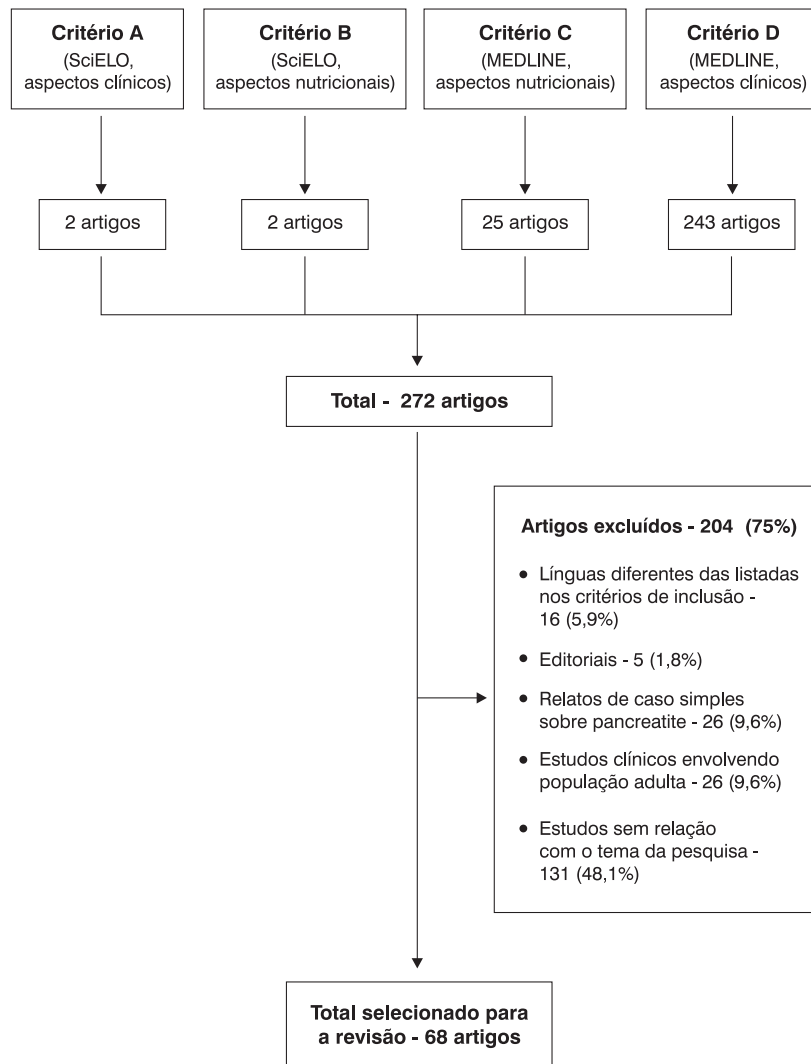 Critério A
(SciELO,
aspectos clínicos)
Critério B
(SciELO,
aspectos nutricionais)
Critério C
(MEDLINE,
aspectos nutricionais)
Critério D
(MEDLINE,
aspectos clínicos)
2 artigos
2 artigos
25 artigos
243 artigos
Total - 272 artigos
Artigos excluídos - 204 (75%)
• Línguas diferentes das listadas
nos critérios de inclusão -
16 (5,9%)
• Editoriais - 5 (1,8%)
• Relatos de caso simples
sobre pancreatite - 26 (9,6%)
• Estudos clínicos envolvendo
população adulta - 26 (9,6%)
• Estudos sem relação
com o tema da pesquisa -
131 (48,1%)
Total selecionado para
a revisão - 68 artigos